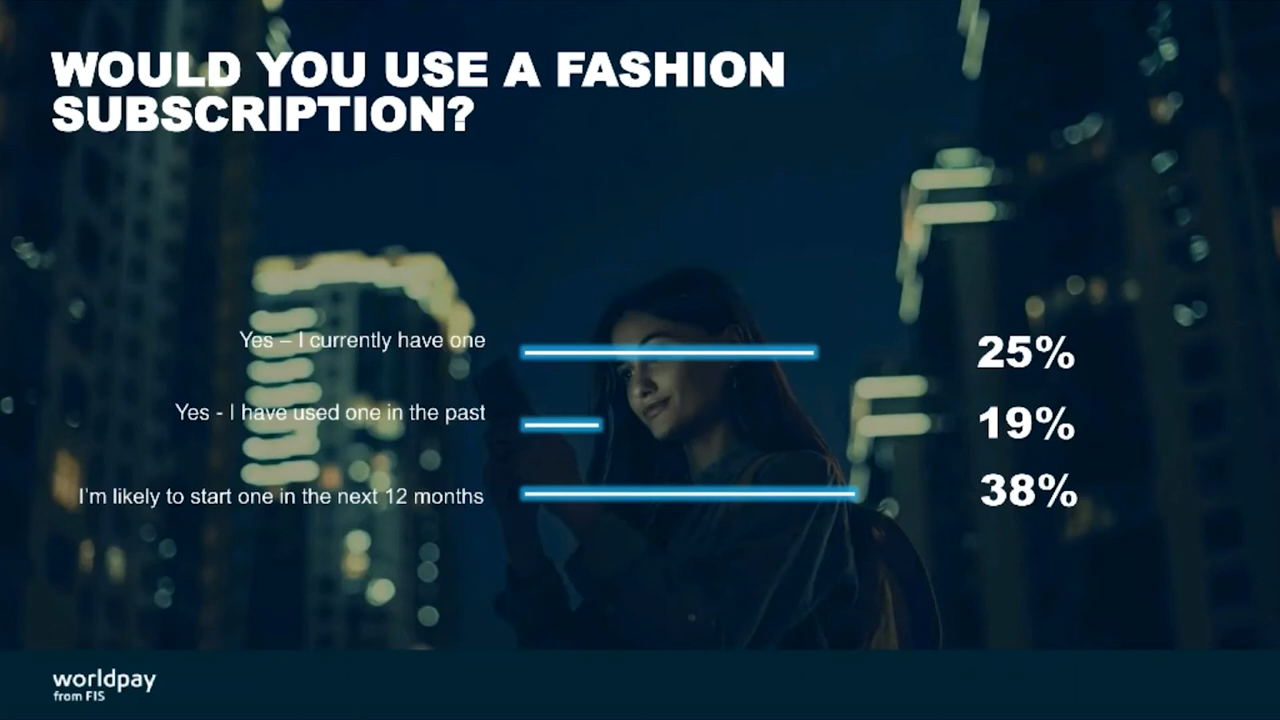 WOULD YOU USE A FASHION
SUBSCRIPTION?
Yes – I currently have one
25%
Yes - I have used one in the past
19%
I'm likely to start one in the next 12 months
38%
worldpay
from FIS